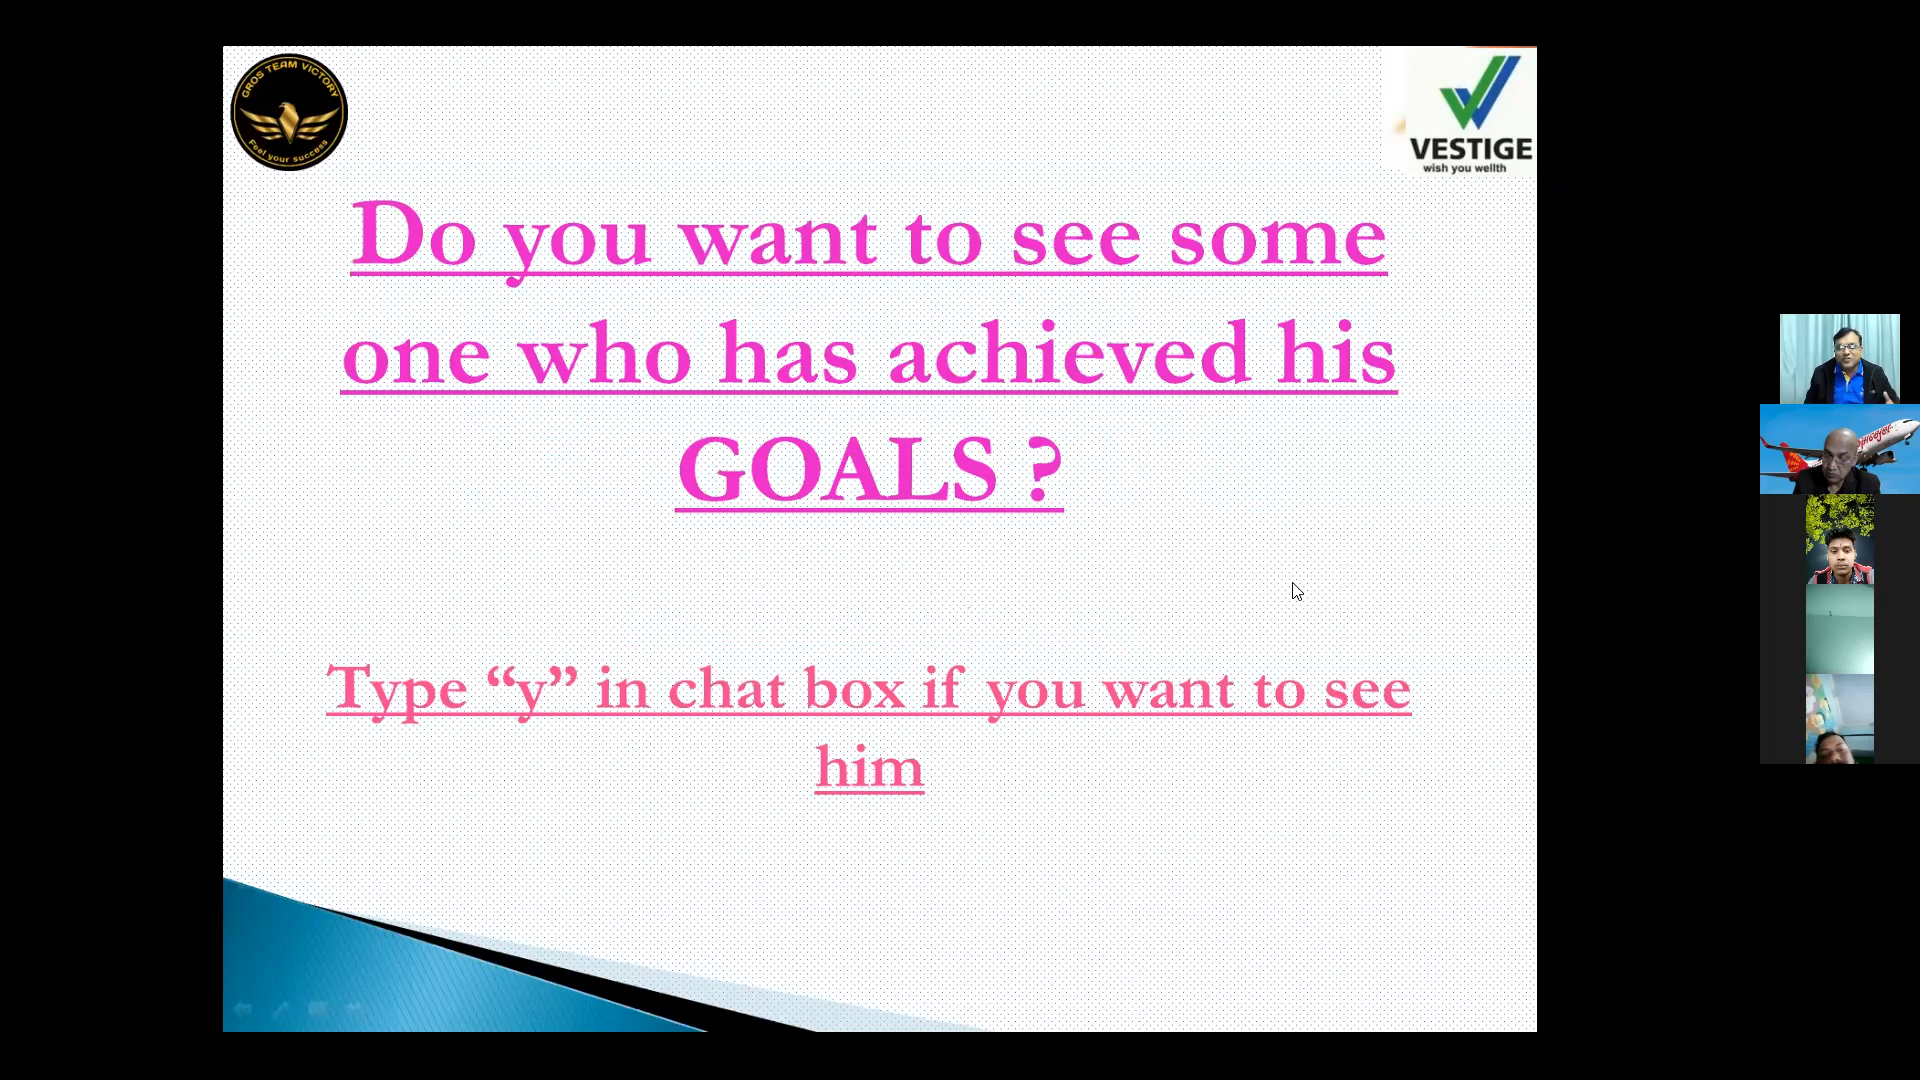 GROS TEAM VICTORY
Feel your success
VESTIGE
wish you wellth
Do you want to see some
one who has achieved his
GOALS ?
Type “y” in chat box if you want to see
him
spicejet